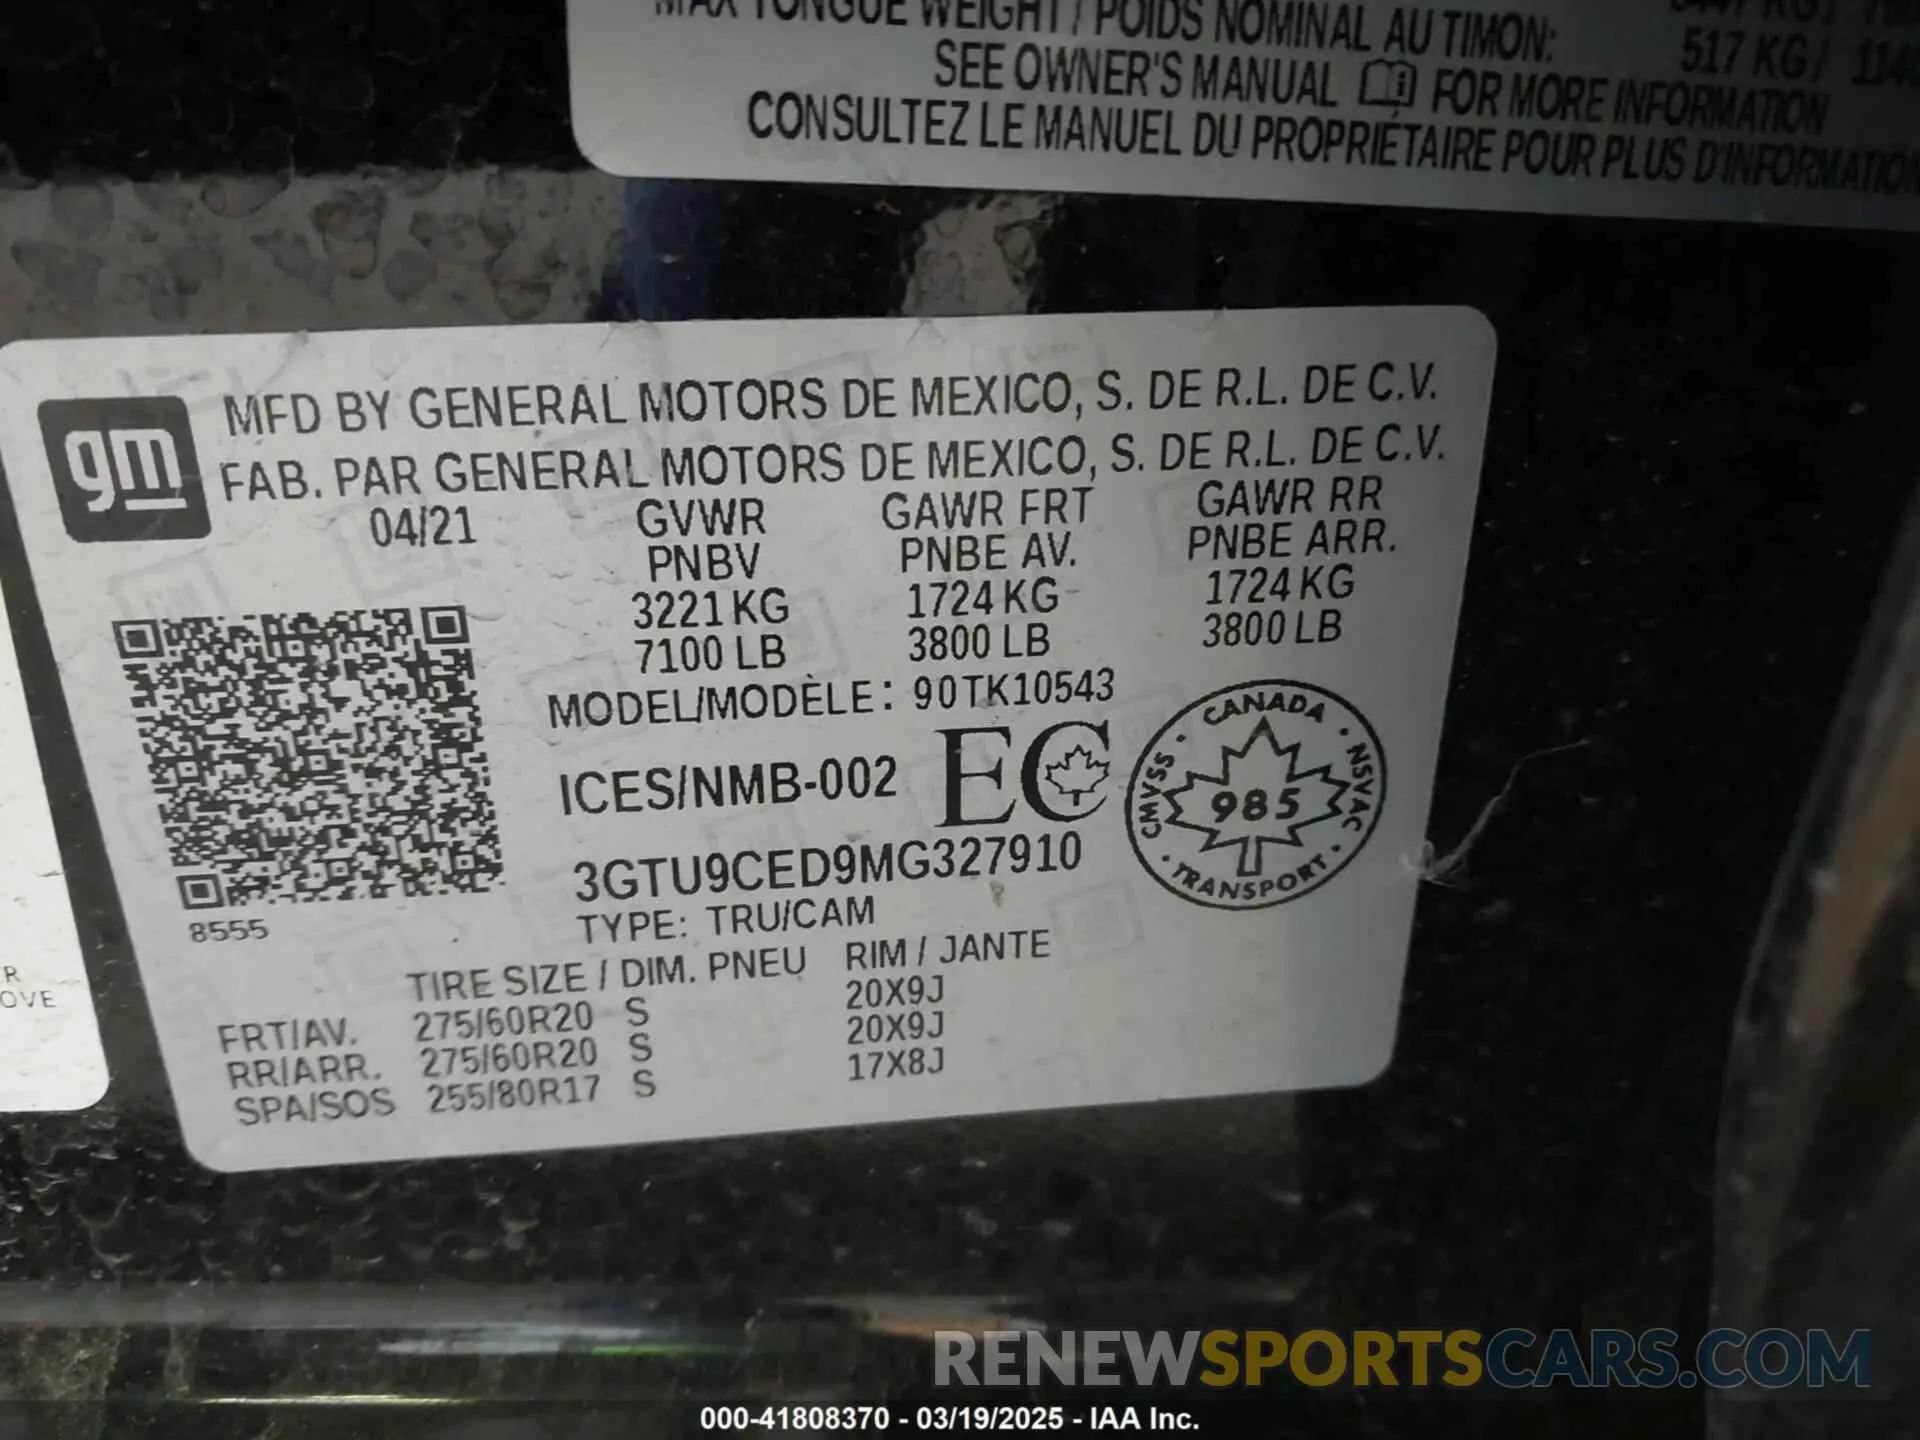 MAX TONGUE WEIGHT / POIDS NOMINAL AU TIMON: 517 KG /
SEE OWNER'S MANUAL FOR MORE INFORMATION
CONSULTEZ LE MANUEL DU PROPRIÉTAIRE POUR PLUS D'INFORMATION
gm
MFD BY GENERAL MOTORS DE MEXICO, S. DE R.L. DE C.V.
FAB. PAR GENERAL MOTORS DE MEXICO, S. DE R.L. DE C.V.
04/21 GVWR GAWR FRT GAWR RR
PNBV PNBE AV. PNBE ARR.
3221 KG 1724 KG 1724 KG
7100 LB 3800 LB 3800 LB
MODEL/MODÈLE: 90TK10543
ICES/NMB-002 EC
CANADA
CMVSS 985 NSVAC
TRANSPORT
3GTU9CED9MG327910
8555
TYPE: TRU/CAM
TIRE SIZE / DIM. PNEU RIM / JANTE
FRT/AV. 275/60R20 S 20X9J
RR/ARR. 275/60R20 S 20X9J
SPA/SOS 255/80R17 S 17X8J
R
OVE
RENEWSPORTSCARS.COM
000-41808370 - 03/19/2025 - IAA Inc.